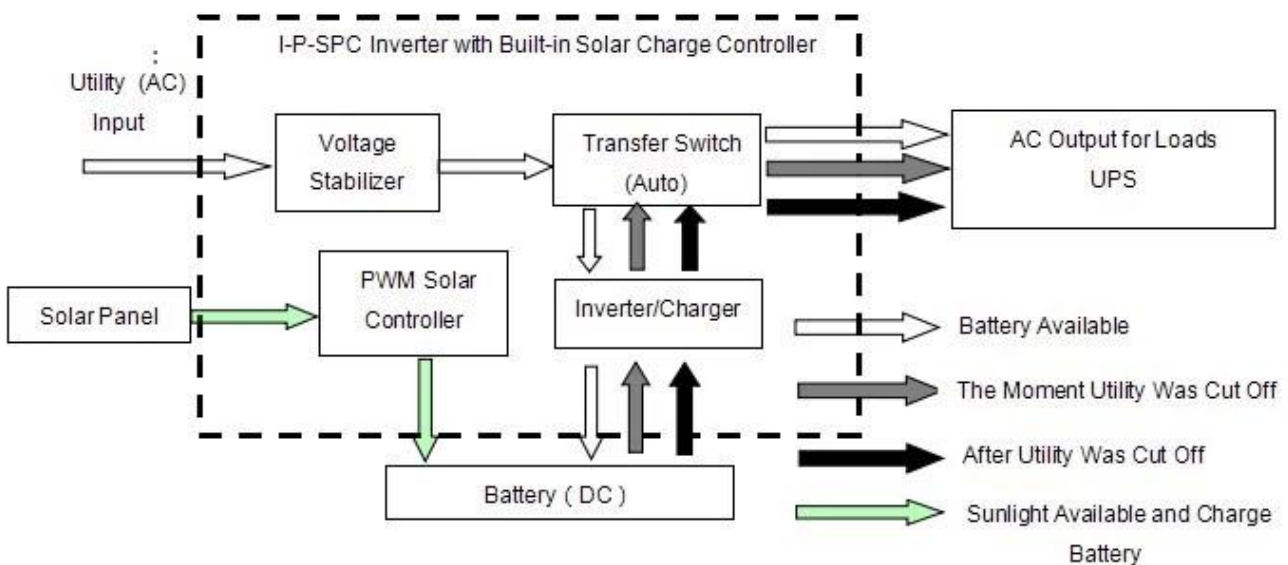 I-P-SPC Inverter with Built-in Solar Charge Controller
:
Utility (AC)
Input
Voltage
Stabilizer
Transfer Switch
(Auto)
AC Output for Loads
UPS
Solar Panel
PWM Solar
Controller
Inverter/Charger
Battery ( DC )
Battery Available
The Moment Utility Was Cut Off
After Utility Was Cut Off
Sunlight Available and Charge
Battery